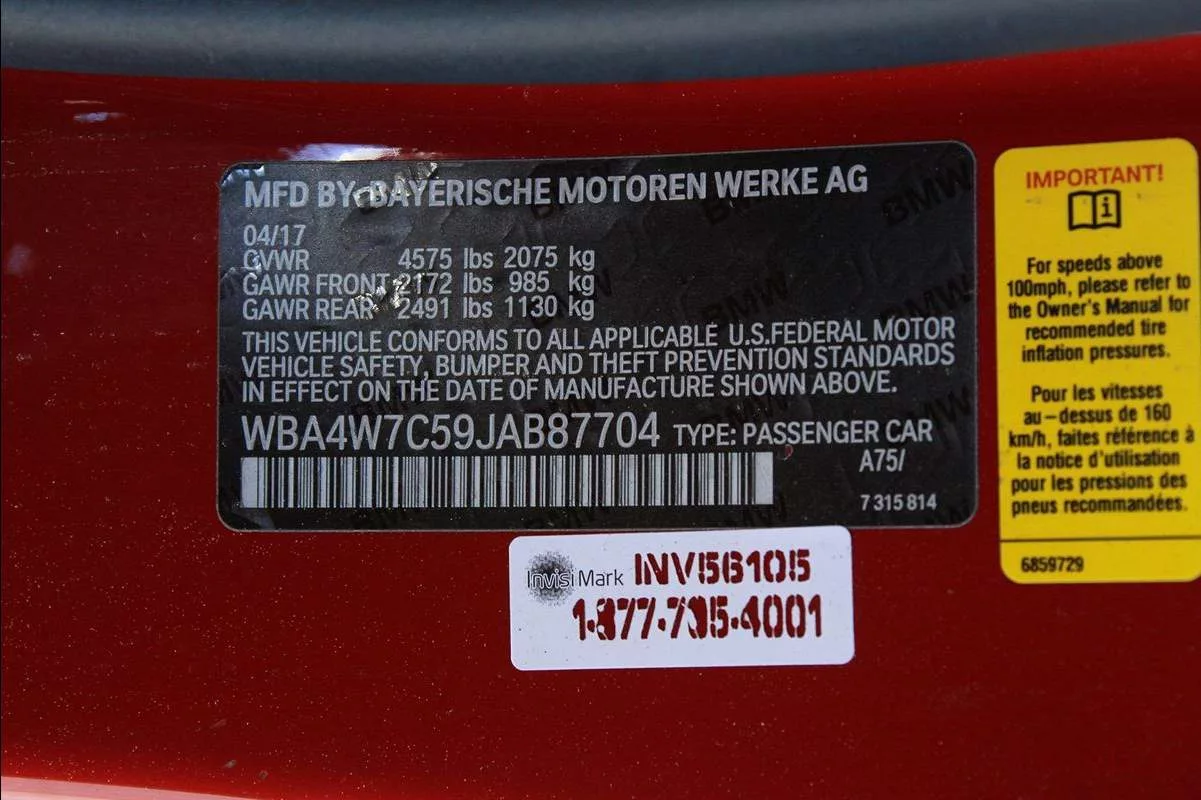 MFD BY: BAYERISCHE MOTOREN WERKE AG
04/17
GVWR 4575 lbs 2075 kg
GAWR FRONT 2172 lbs 985 kg
GAWR REAR 2491 lbs 1130 kg
THIS VEHICLE CONFORMS TO ALL APPLICABLE U.S.FEDERAL MOTOR
VEHICLE SAFETY, BUMPER AND THEFT PREVENTION STANDARDS
IN EFFECT ON THE DATE OF MANUFACTURE SHOWN ABOVE.
WBA4W7C59JAB87704 TYPE: PASSENGER CAR
A75/
7 315 814
InvisiMark INV56105
1-877-735-4001
IMPORTANT!
For speeds above
100mph, please refer to
the Owner's Manual for
recommended tire
inflation pressures.
Pour les vitesses
au-dessus de 160
km/h, faites référence à
la notice d'utilisation
pour les pressions des
pneus recommandées.
6859729